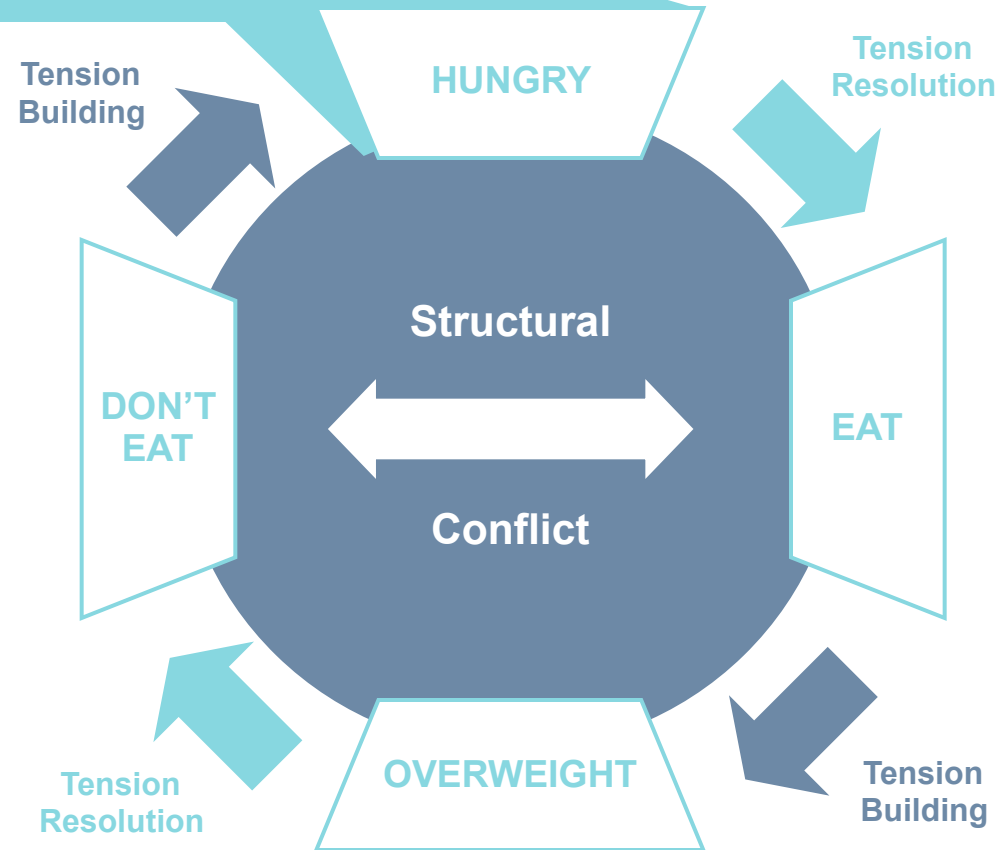 HUNGRY
Tension
Resolution
Tension
Building
Structural
DON’T
EAT
EAT
Conflict
OVERWEIGHT
Tension
Building
Tension
Resolution